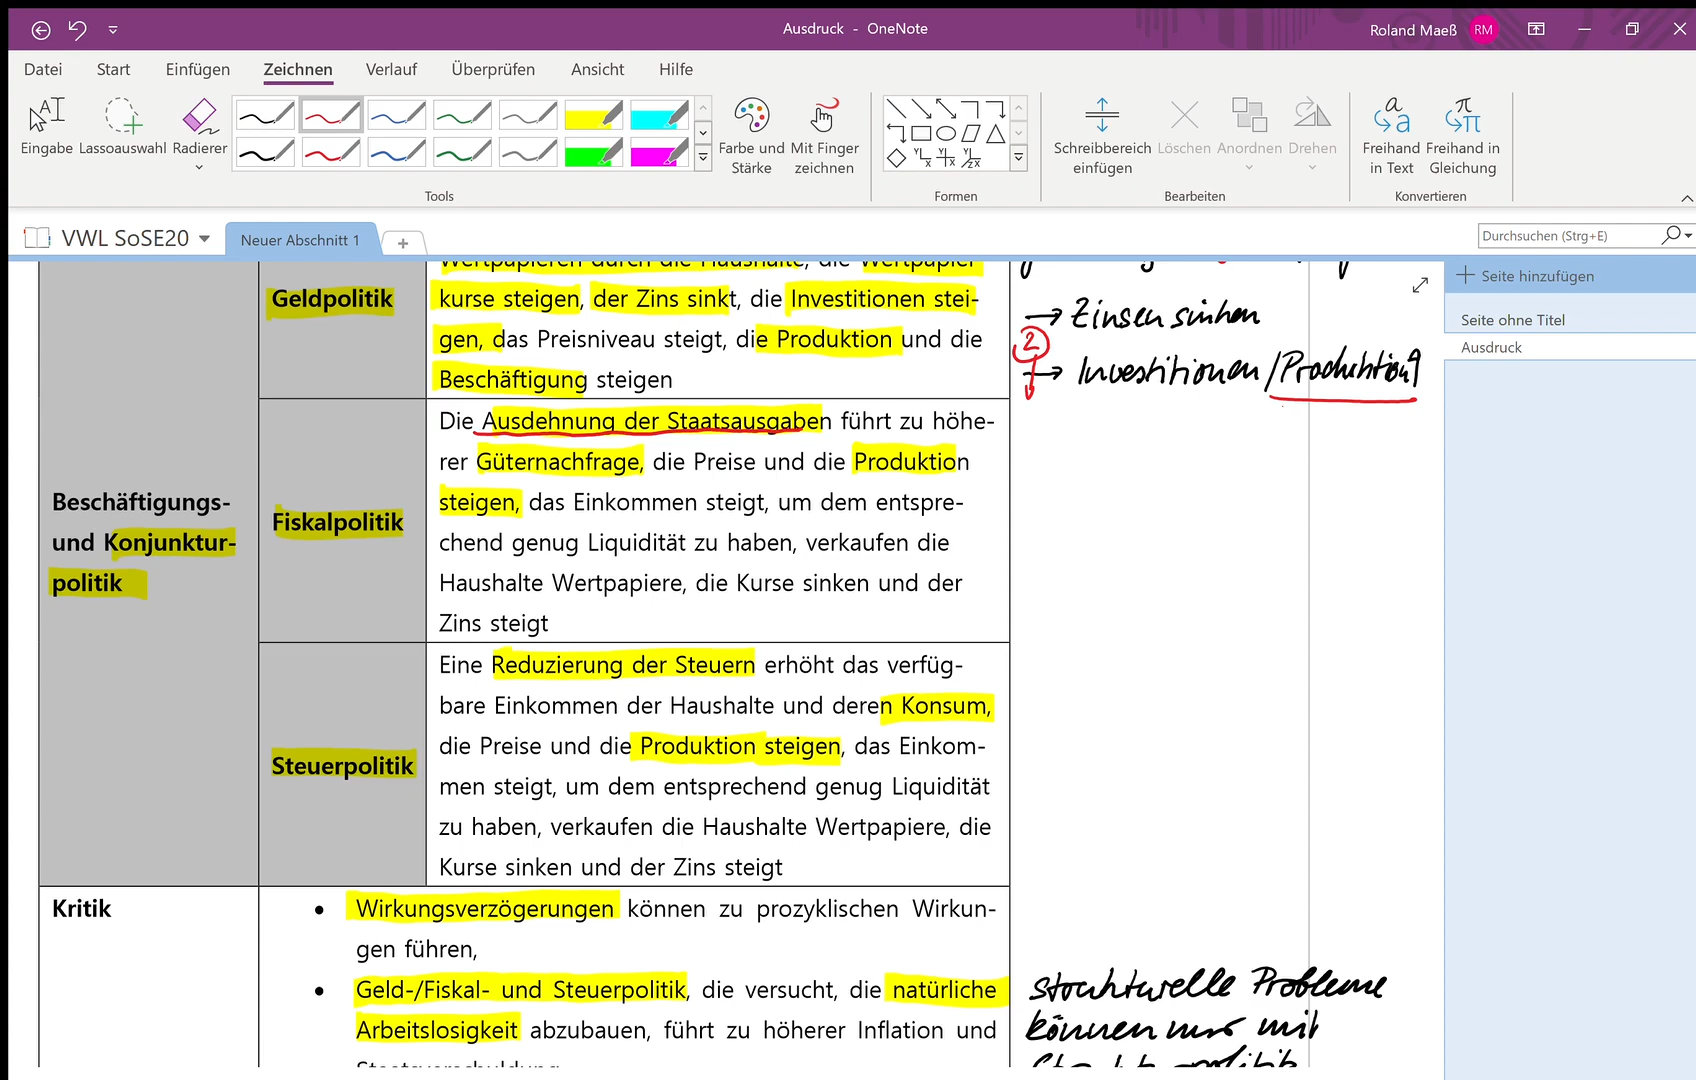 Ausdruck - OneNote
Roland Maeß RM
Datei Start Einfügen Zeichnen Verlauf Überprüfen Ansicht Hilfe
Eingabe Lassoauswahl Radierer
Farbe und Stärke
Mit Finger zeichnen
Schreibbereich einfügen
Löschen Anordnen Drehen
Freihand in Text
Freihand in Gleichung
Tools Formen Bearbeiten Konvertieren
VWL SoSE20 Neuer Abschnitt 1
Durchsuchen (Strg+E)
Seite hinzufügen
Seite ohne Titel
Ausdruck
Beschäftigungs-
und Konjunktur-
politik
Geldpolitik
Wertpapieren durch die Haushalte, die Wertpapier
kurse steigen, der Zins sinkt, die Investitionen stei-
gen, das Preisniveau steigt, die Produktion und die
Beschäftigung steigen
→ Zinsen sinken
2
→ Investitionen / Produktion
Fiskalpolitik
Die Ausdehnung der Staatsausgaben führt zu höhe-
rer Güternachfrage, die Preise und die Produktion
steigen, das Einkommen steigt, um dem entspre-
chend genug Liquidität zu haben, verkaufen die
Haushalte Wertpapiere, die Kurse sinken und der
Zins steigt
Steuerpolitik
Eine Reduzierung der Steuern erhöht das verfüg-
bare Einkommen der Haushalte und deren Konsum,
die Preise und die Produktion steigen, das Einkom-
men steigt, um dem entsprechend genug Liquidität
zu haben, verkaufen die Haushalte Wertpapiere, die
Kurse sinken und der Zins steigt
Kritik
• Wirkungsverzögerungen können zu prozyklischen Wirkun-
gen führen,
• Geld-/Fiskal- und Steuerpolitik, die versucht, die natürliche
Arbeitslosigkeit abzubauen, führt zu höherer Inflation und
Staatsverschuldung
strukturelle Probleme
können nur mit